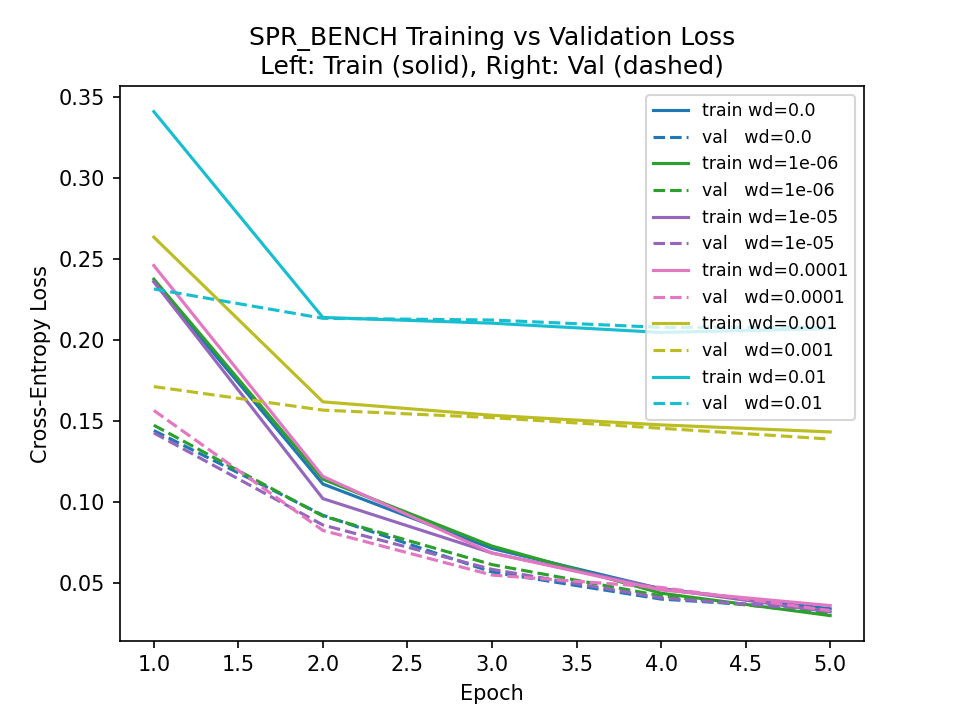 SPR_BENCH Training vs Validation Loss
Left: Train (solid), Right: Val (dashed)
Cross-Entropy Loss
0.35
0.30
0.25
0.20
0.15
0.10
0.05
train wd=0.0
val wd=0.0
train wd=1e-06
val wd=1e-06
train wd=1e-05
val wd=1e-05
train wd=0.0001
val wd=0.0001
train wd=0.001
val wd=0.001
train wd=0.01
val wd=0.01
1.0 1.5 2.0 2.5 3.0 3.5 4.0 4.5 5.0
Epoch